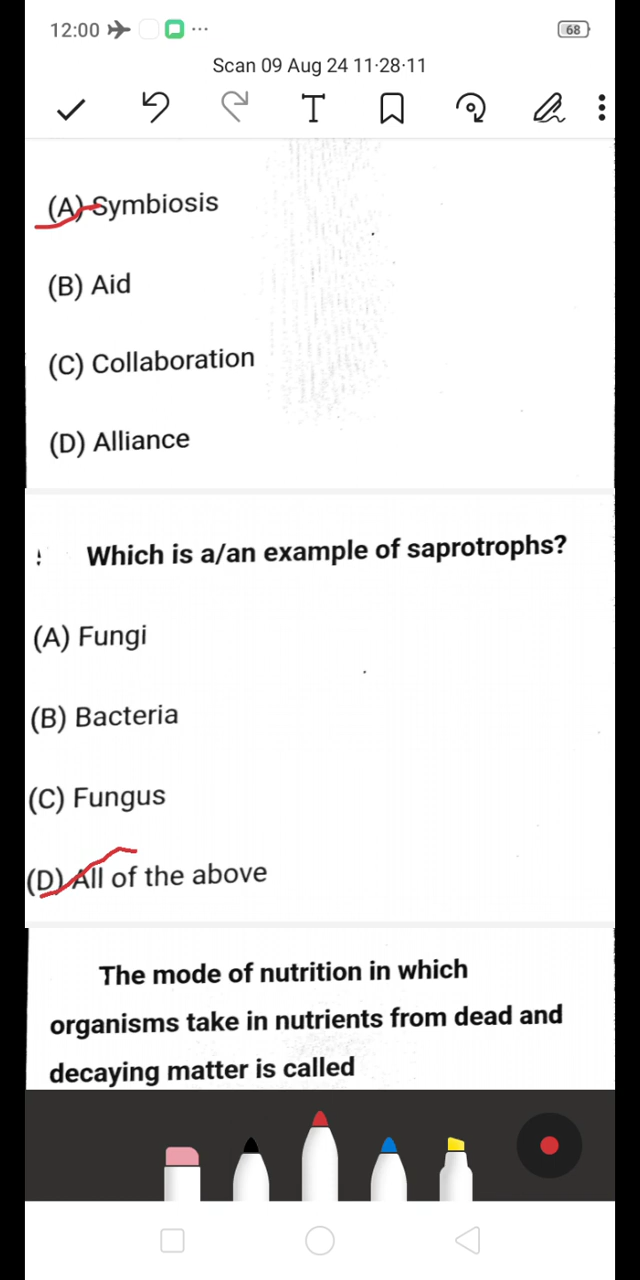 12:00
68
Scan 09 Aug 24 11·28·11
T
(A) Symbiosis
(B) Aid
(C) Collaboration
(D) Alliance
Which is a/an example of saprotrophs?
(A) Fungi
(B) Bacteria
(C) Fungus
(D) All of the above
The mode of nutrition in which
organisms take in nutrients from dead and
decaying matter is called